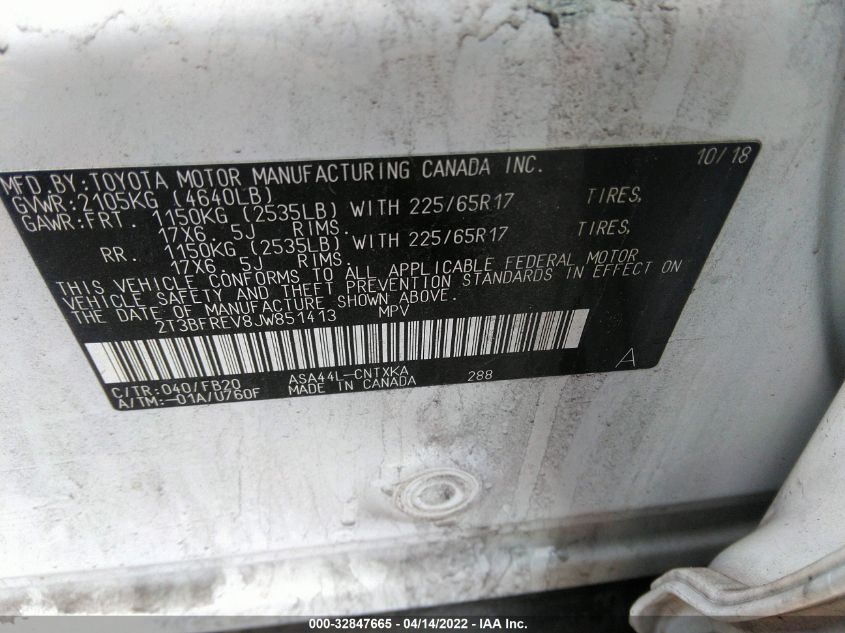 MFD.BY:TOYOTA MOTOR MANUFACTURING CANADA INC. 10/18
GVWR:2105KG (4640LB)
GAWR:FRT. 1150KG (2535LB) WITH 225/65R17 TIRES,
17X6.5J RIMS.
RR. 1150KG (2535LB) WITH 225/65R17 TIRES,
17X6.5J RIMS.
THIS VEHICLE CONFORMS TO ALL APPLICABLE FEDERAL MOTOR
VEHICLE SAFETY AND THEFT PREVENTION STANDARDS IN EFFECT ON
THE DATE OF MANUFACTURE SHOWN ABOVE.
2T3BFREV8JW851413 MPV
C/TR:040/FB20 ASA44L-CNTXKA 288 A
A/TM:-01A/U760F MADE IN CANADA
000-32847665 - 04/14/2022 - IAA Inc.